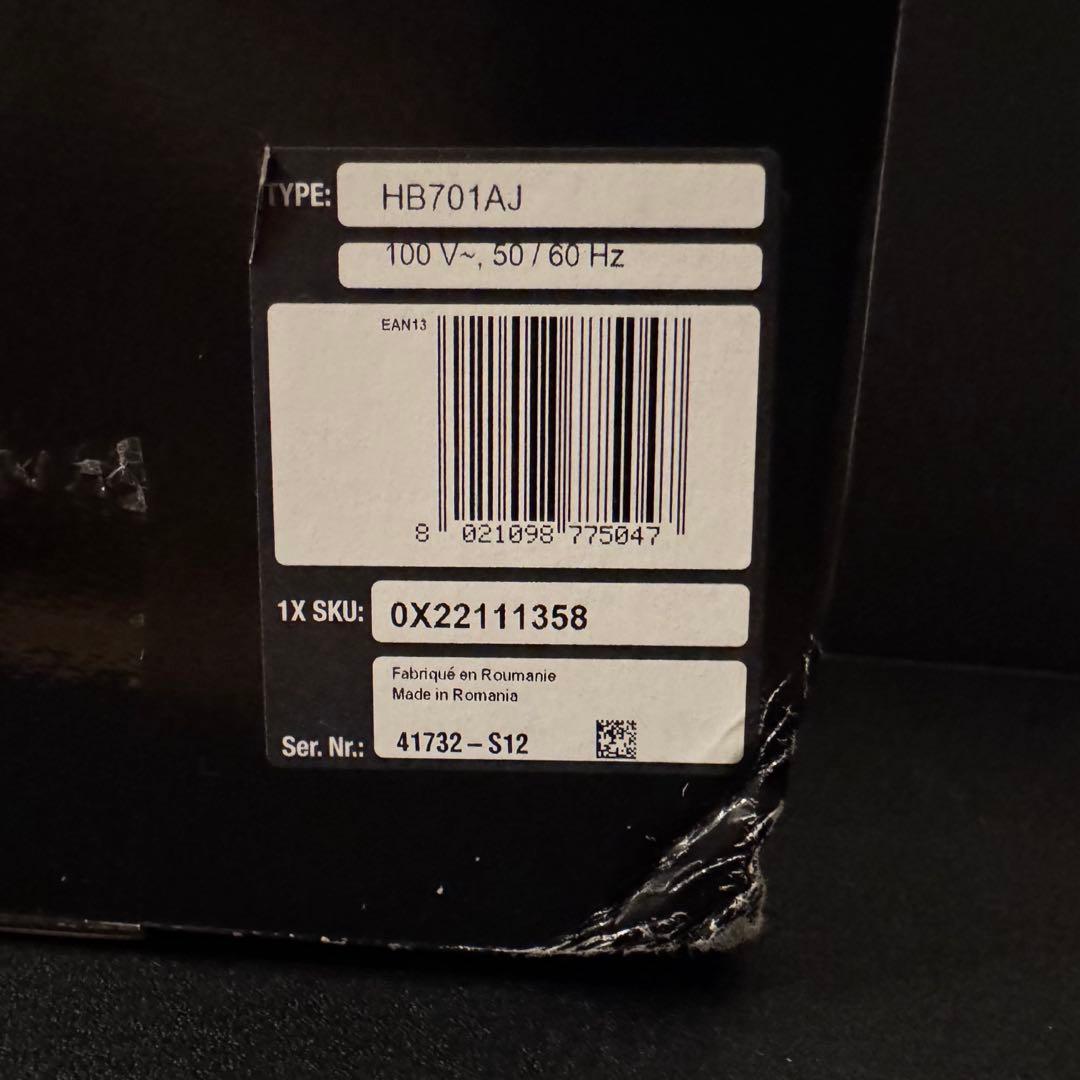 TYPE: HB701AJ
100 V~, 50 / 60 Hz
EAN13
8 021098 775047
1X SKU: 0X22111358
Fabriqué en Roumanie
Made in Romania
Ser. Nr.: 41732-S12